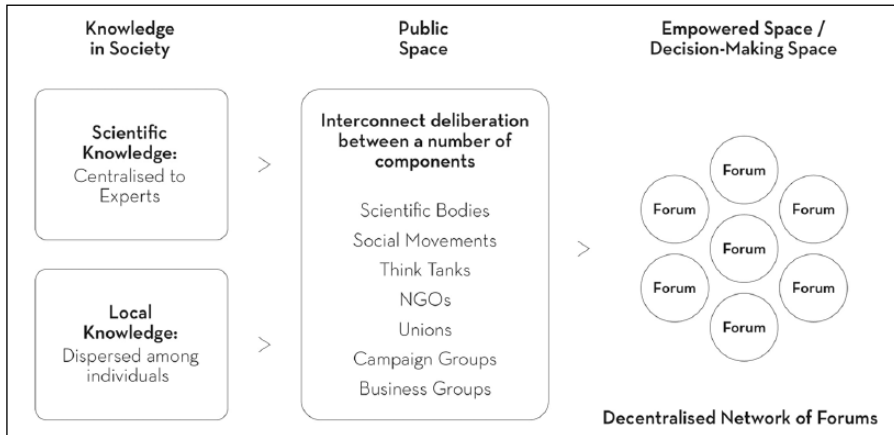 Knowledge
in Society
Public
Space
Empowered Space /
Decision-Making Space
Scientific
Knowledge:
Centralised to
Experts
>
Local
Knowledge:
Dispersed among
individuals
>
Interconnect deliberation
between a number of
components
Scientific Bodies
Social Movements
Think Tanks
NGOs
Unions
Campaign Groups
Business Groups
>
Forum
Forum
Forum
Forum
Forum
Forum
Forum
Decentralised Network of Forums